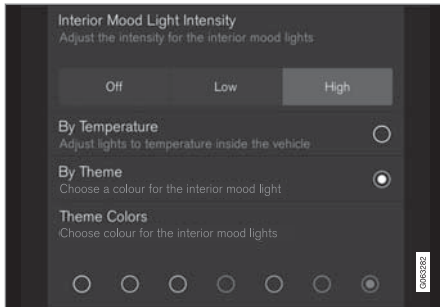 Interior Mood Light Intensity
Adjust the intensity for the interior mood lights
Off Low High
By Temperature
Adjust lights to temperature inside the vehicle
By Theme
Choose a colour for the interior mood light
Theme Colors
Choose colour for the interior mood lights
G063282